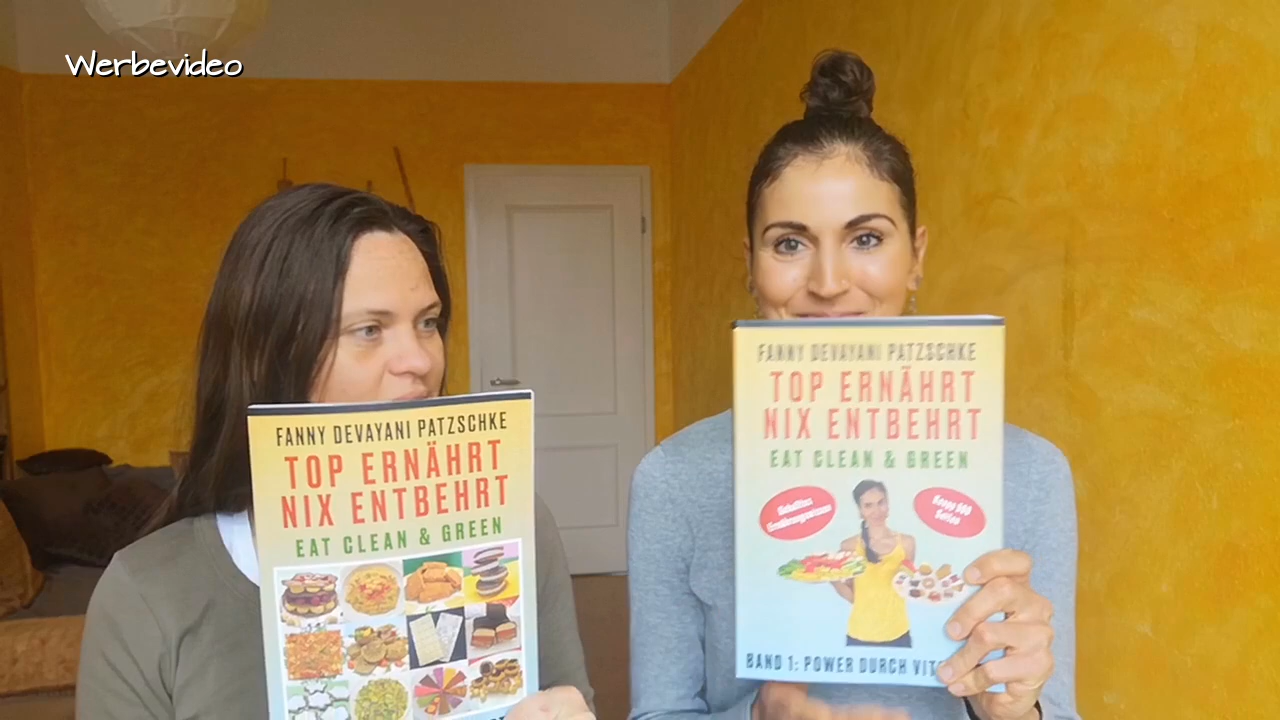 Werbevideo
FANNY DEVAYANI PATZSCHKE
TOP ERNÄHRT
NIX ENTBEHRT
EAT CLEAN & GREEN
FANNY DEVAYANI PATZSCHKE
TOP ERNÄHRT
NIX ENTBEHRT
EAT CLEAN & GREEN
BAND 1: POWER DURCH